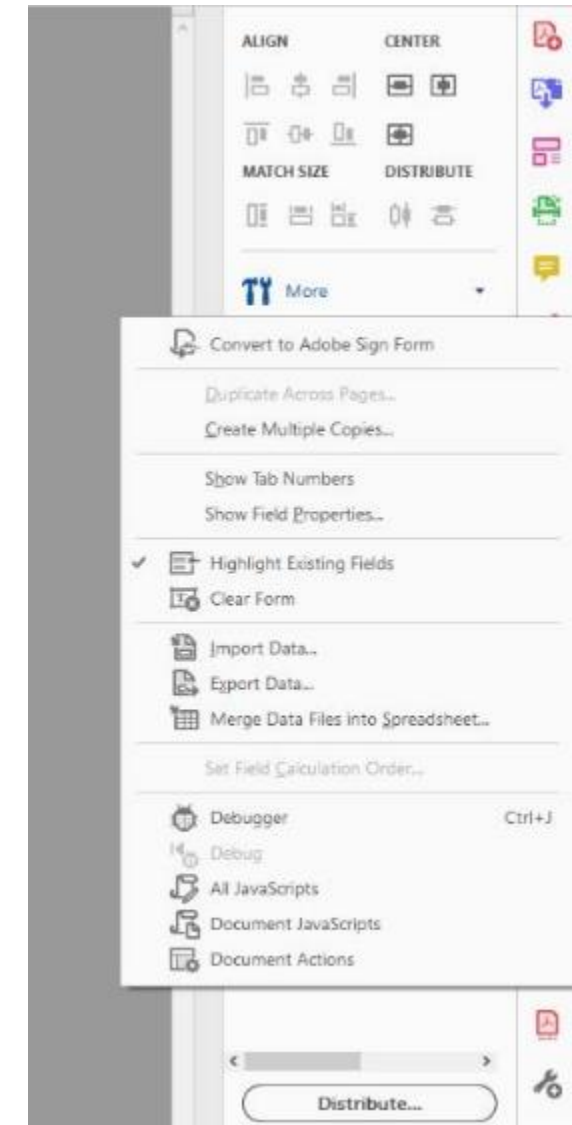 ALIGN CENTER
MATCH SIZE DISTRIBUTE
More
Convert to Adobe Sign Form
Duplicate Across Pages...
Create Multiple Copies...
Show Tab Numbers
Show Field Properties...
Highlight Existing Fields
Clear Form
Import Data...
Export Data...
Merge Data Files into Spreadsheet...
Set Field Calculation Order...
Debugger Ctrl+J
Debug
All JavaScripts
Document JavaScripts
Document Actions
Distribute...